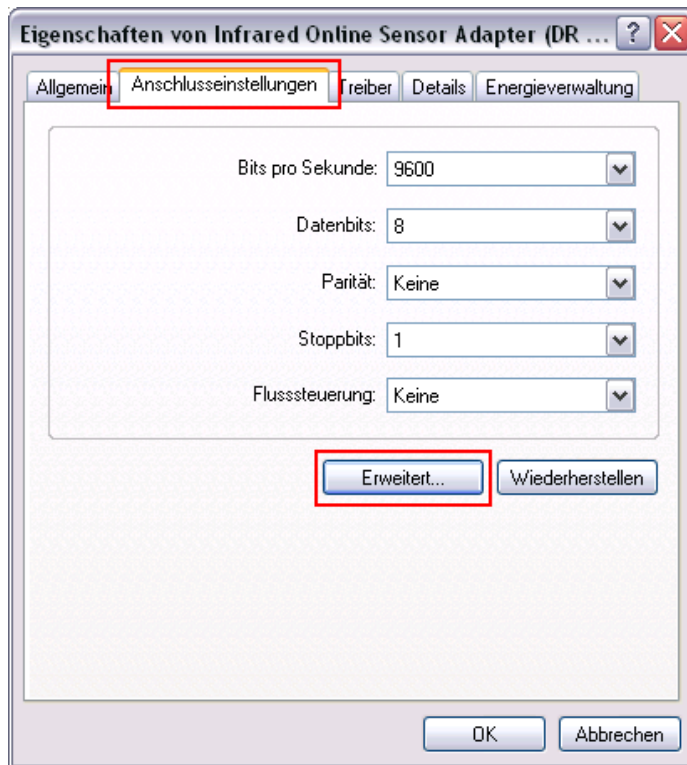 Eigenschaften von Infrared Online Sensor Adapter (DR ...
Allgemein Anschlusseinstellungen Treiber Details Energieverwaltung
Bits pro Sekunde: 9600
Datenbits: 8
Parität: Keine
Stoppbits: 1
Flusssteuerung: Keine
Erweitert... Wiederherstellen
OK Abbrechen